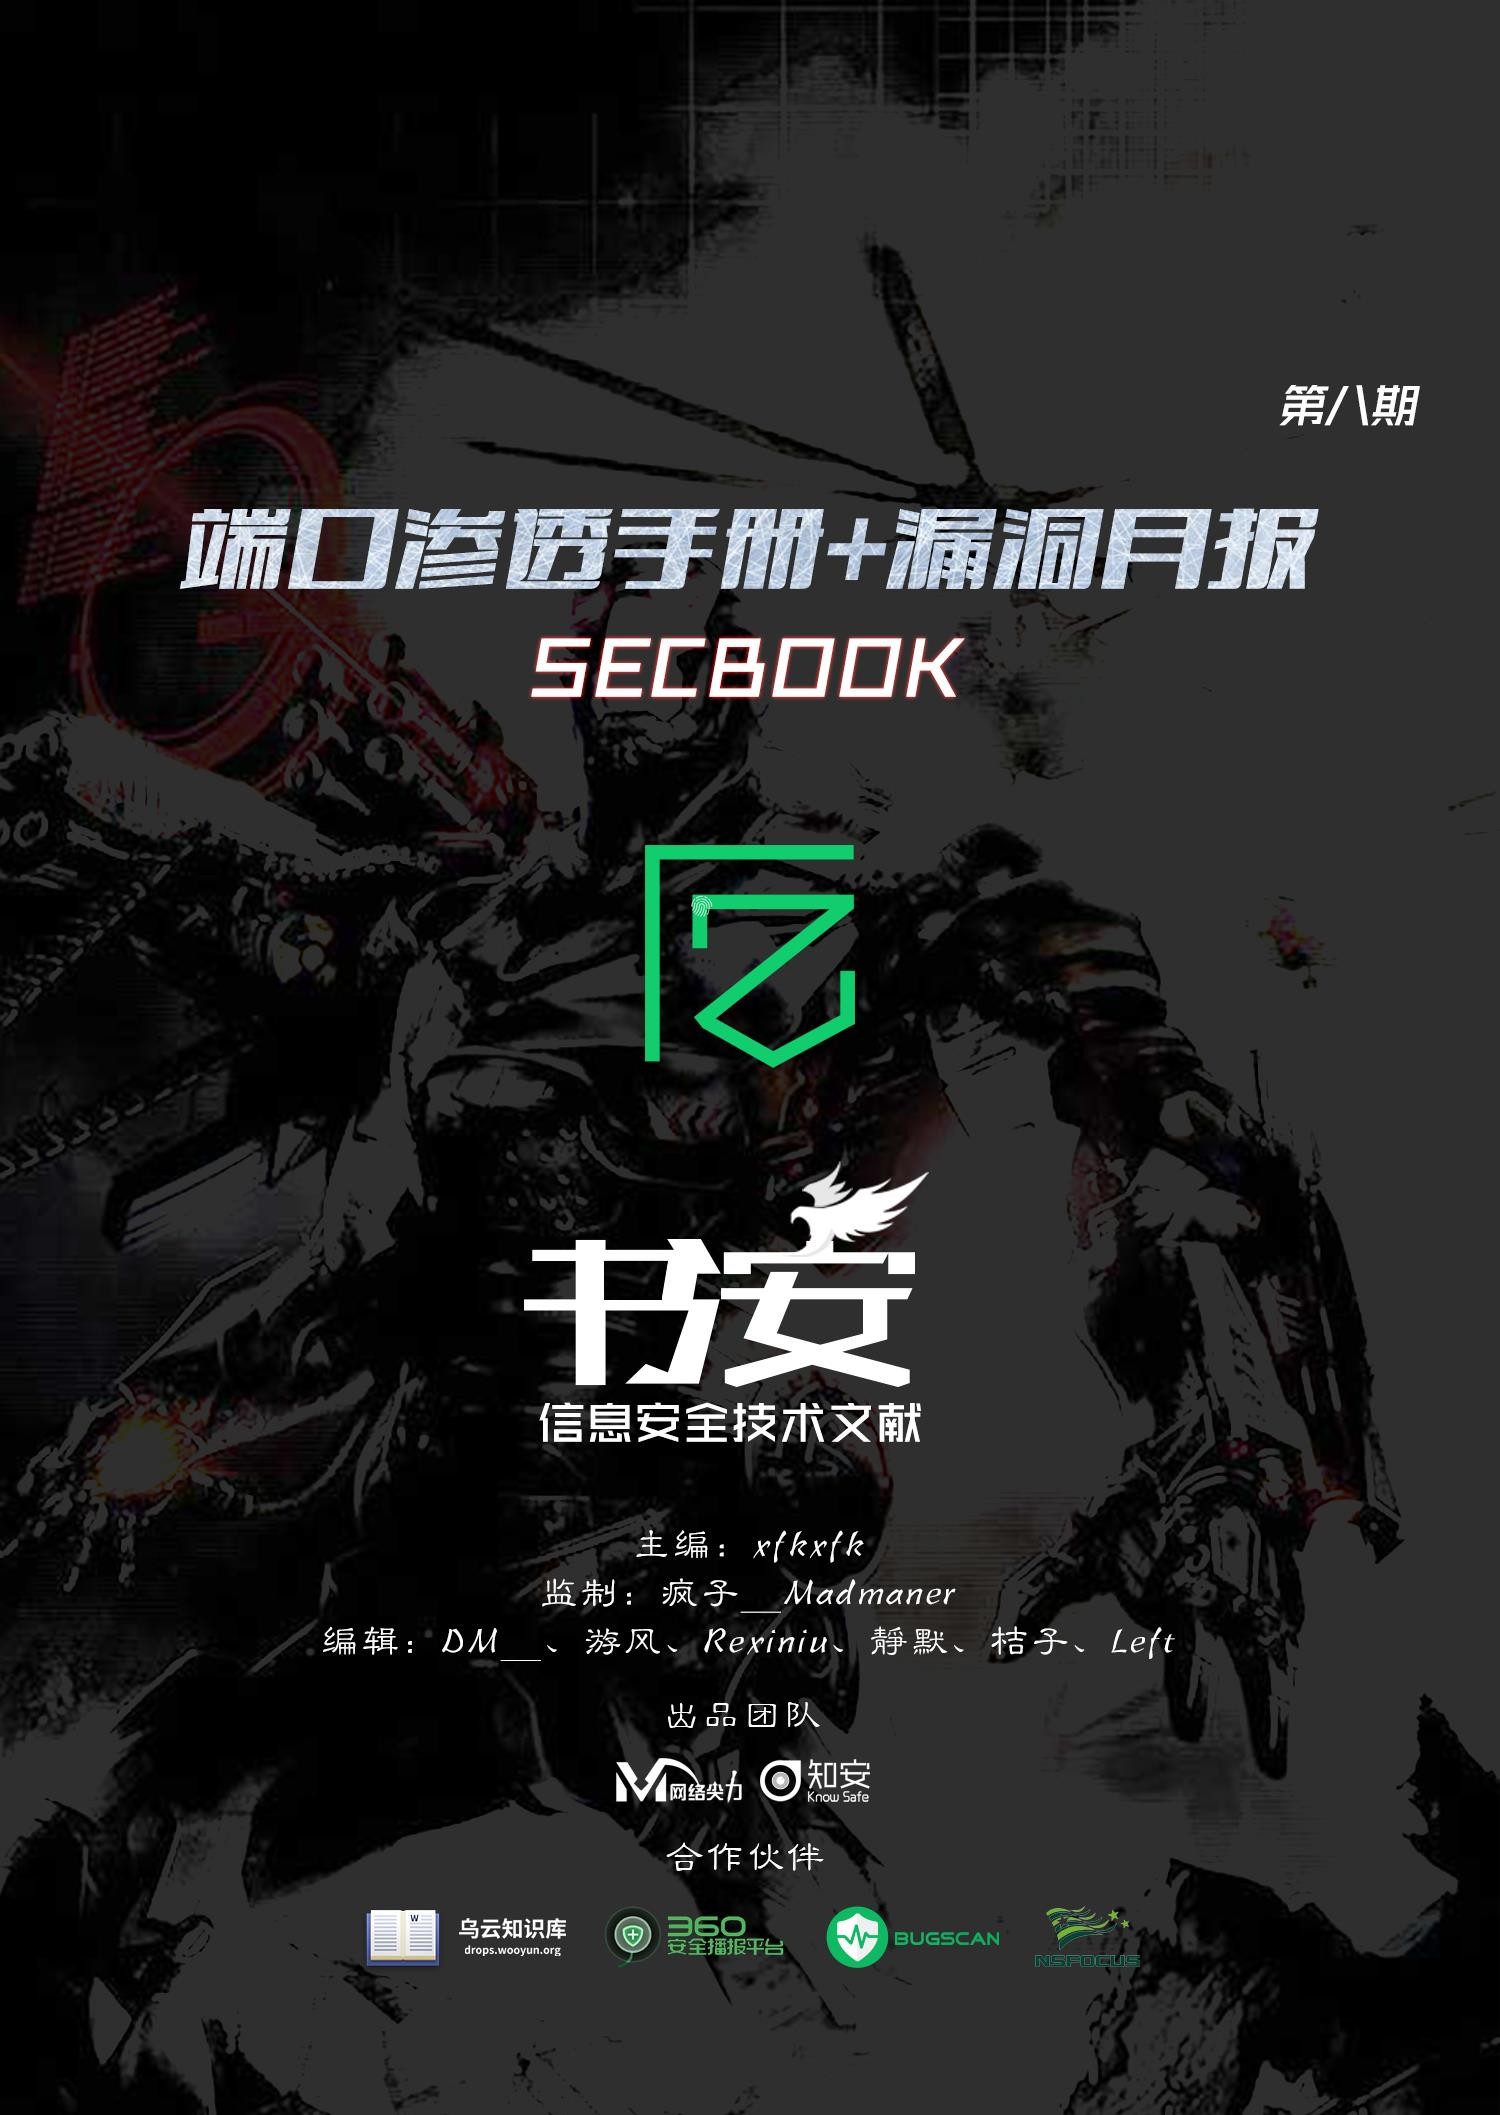 第八期
端口渗透手册+漏洞月报
SECBOOK
书安
信息安全技术文献
主编：xfkxfk
监制：疯子__Madmaner
编辑：DM__、游风、Rexiniu、靜默、桔子、Left
出品团队
M网络尖刀 知安
Know Safe
合作伙伴
W 乌云知识库 360 BUGSCAN NSFOCUS
drops.wooyun.org 安全播报平台